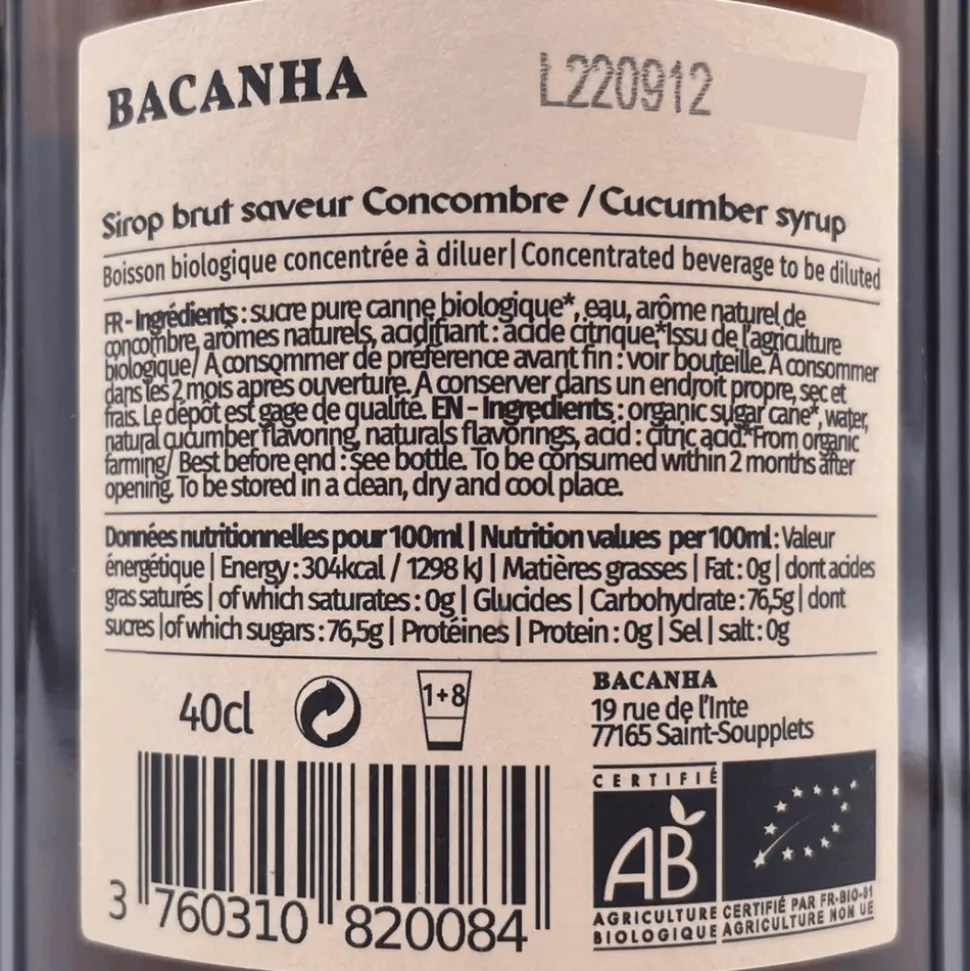 BACANHA
L220912
Sirop brut saveur Concombre / Cucumber syrup
Boisson biologique concentrée à diluer | Concentrated beverage to be diluted
FR - Ingrédients : sucre pure canne biologique*, eau, arôme naturel de
concombre, arômes naturels, acidifiant : acide citrique*Issu de l'agriculture
biologique/ A consommer de préférence avant fin : voir bouteille. A consommer
dans les 2 mois après ouverture. A conserver dans un endroit propre, sec et
frais. Le dépôt est gage de qualité. EN - Ingredients : organic sugar cane*, water,
natural cucumber flavoring, naturals flavorings, acid : citric acid.*From organic
farming/ Best before end : see bottle. To be consumed within 2 months after
opening. To be stored in a clean, dry and cool place.
Données nutritionnelles pour 100ml | Nutrition values per 100ml : Valeur
énergétique | Energy : 304kcal / 1298 kJ | Matières grasses | Fat : 0g | dont acides
gras saturés | of which saturates : 0g | Glucides | Carbohydrate : 76,5g | dont
sucres | of which sugars : 76,5g | Protéines | Protein : 0g | Sel | salt : 0g
40cl
1+8
BACANHA
19 rue de l'Inte
77165 Saint-Soupplets
CERTIFIÉ
AB
AGRICULTURE
BIOLOGIQUE
CERTIFIÉ PAR FR-BIO-01
AGRICULTURE NON UE
3 760310 820084